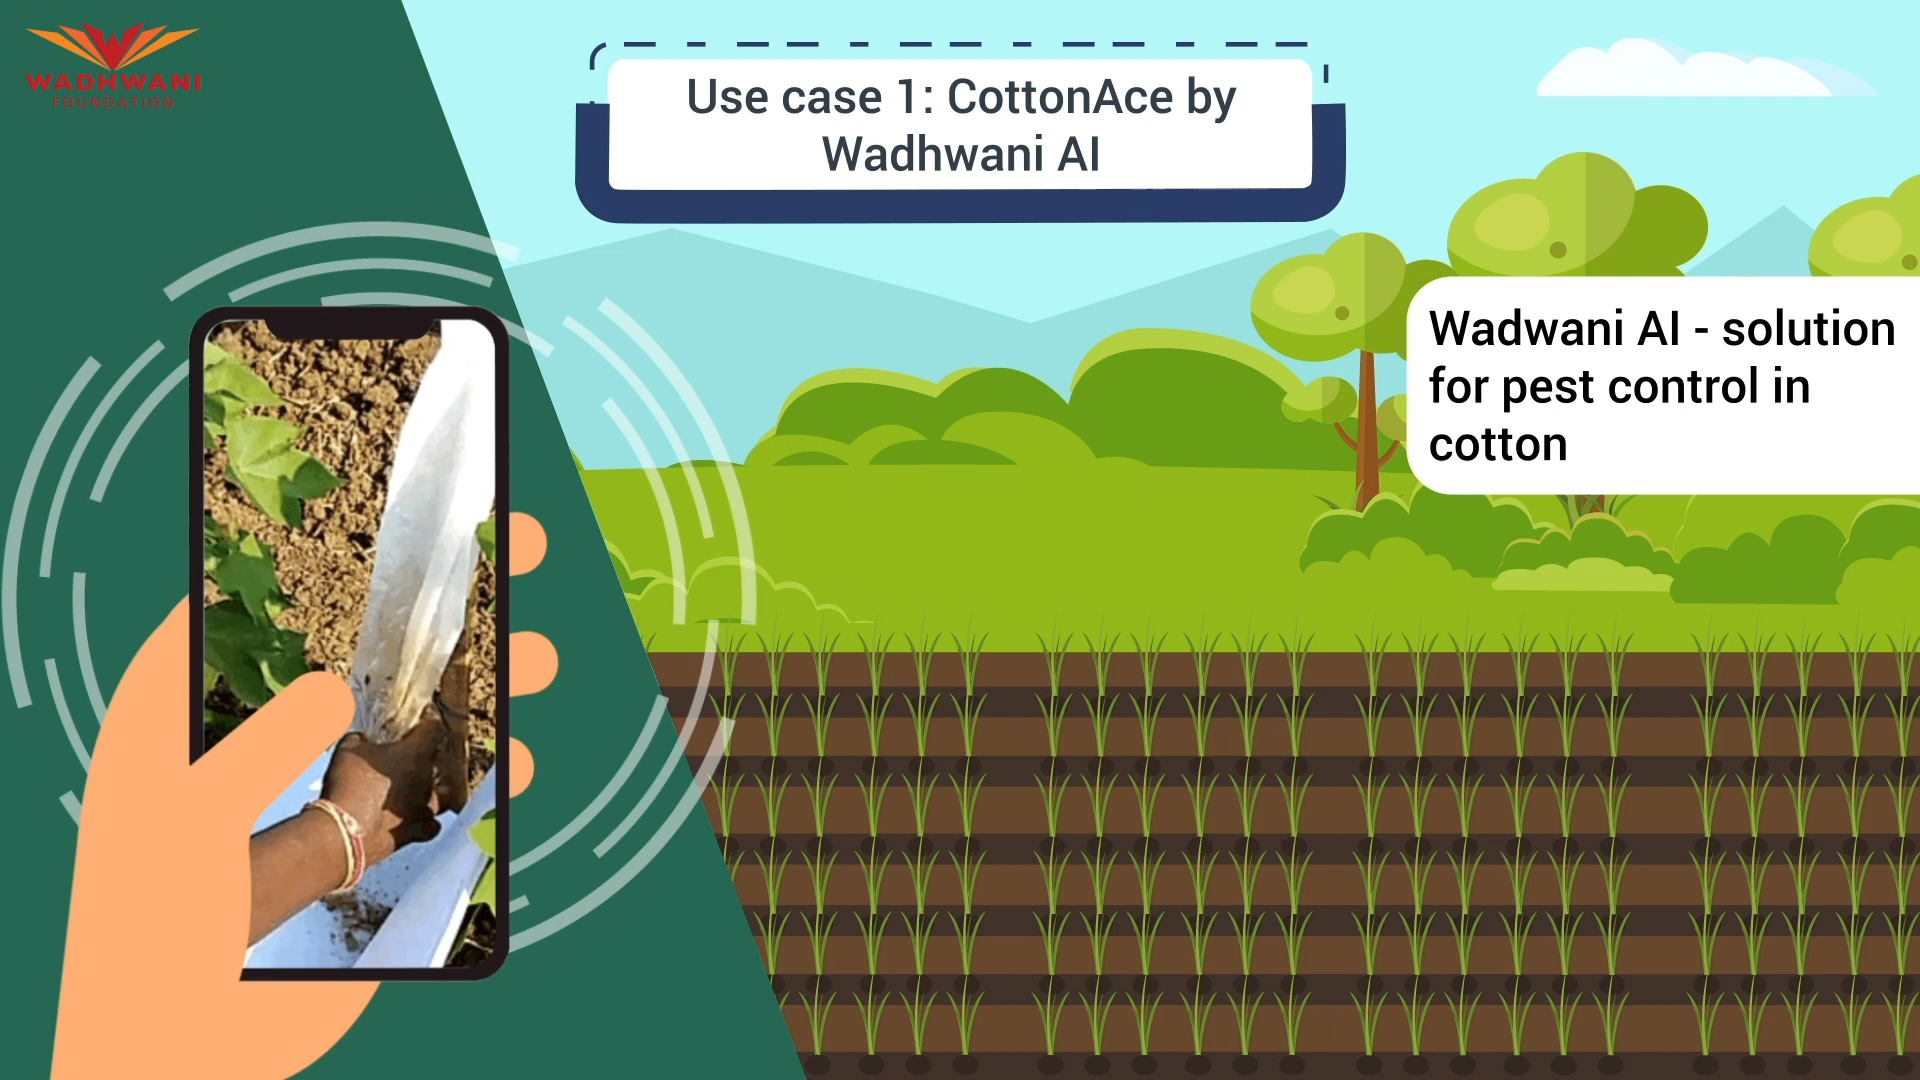 WADHWANI
FOUNDATION
Use case 1: CottonAce by
Wadhwani AI
Wadwani AI - solution
for pest control in
cotton